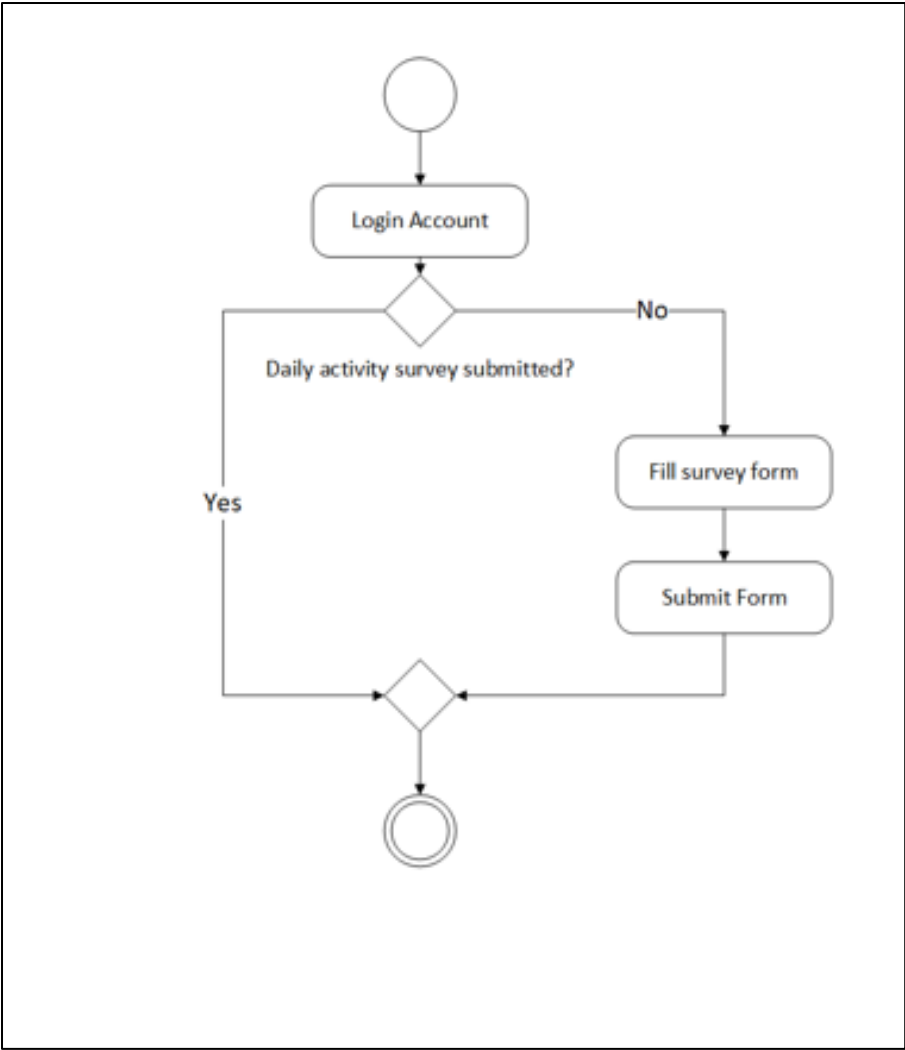 Login Account
No
Daily activity survey submitted?
Fill survey form
Yes
Submit Form